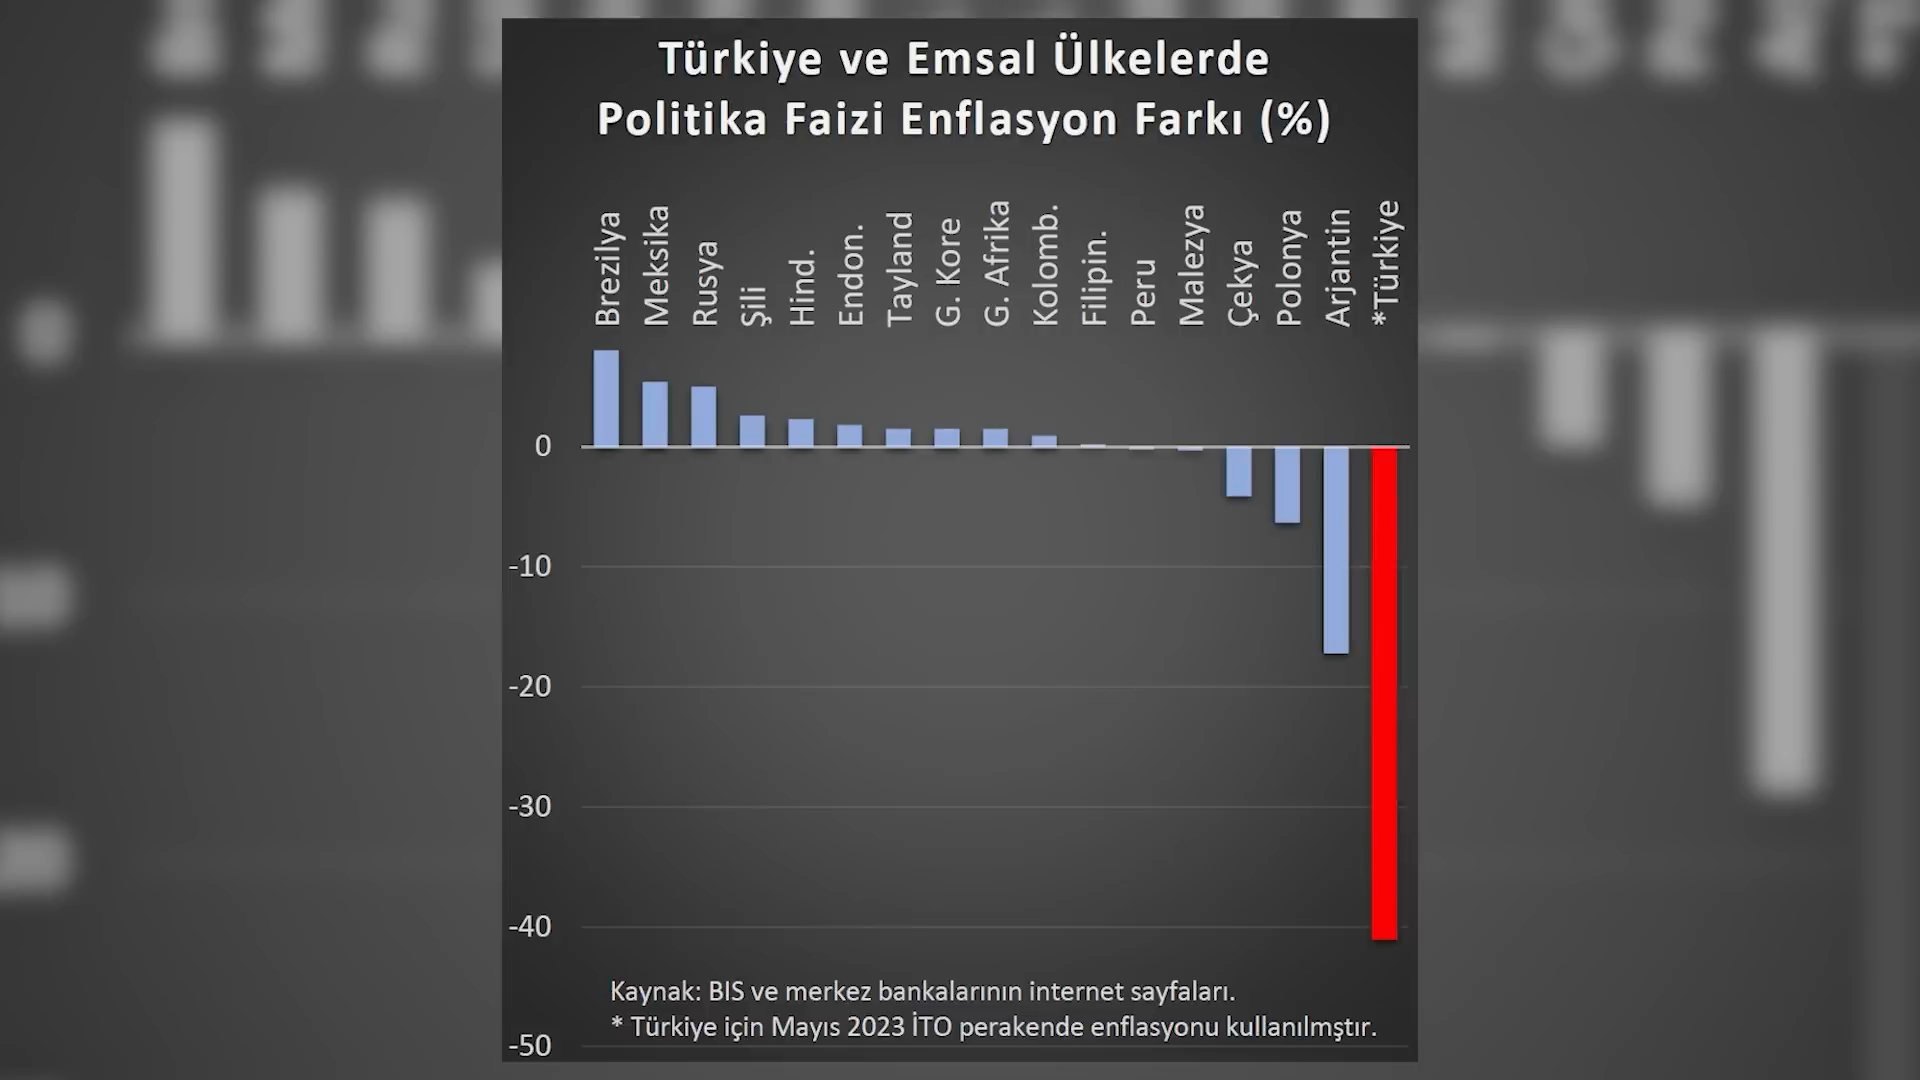 Türkiye ve Emsal Ülkelerde
Politika Faizi Enflasyon Farkı (%)
Brezilya
Meksika
Rusya
Şili
Hind.
Endon.
Tayland
G. Kore
G. Afrika
Kolomb.
Filipin.
Peru
Malezya
Çekya
Polonya
Arjantin
*Türkiye
0
-10
-20
-30
-40
-50
Kaynak: BIS ve merkez bankalarının internet sayfaları.
* Türkiye için Mayıs 2023 İTO perakende enflasyonu kullanılmştır.